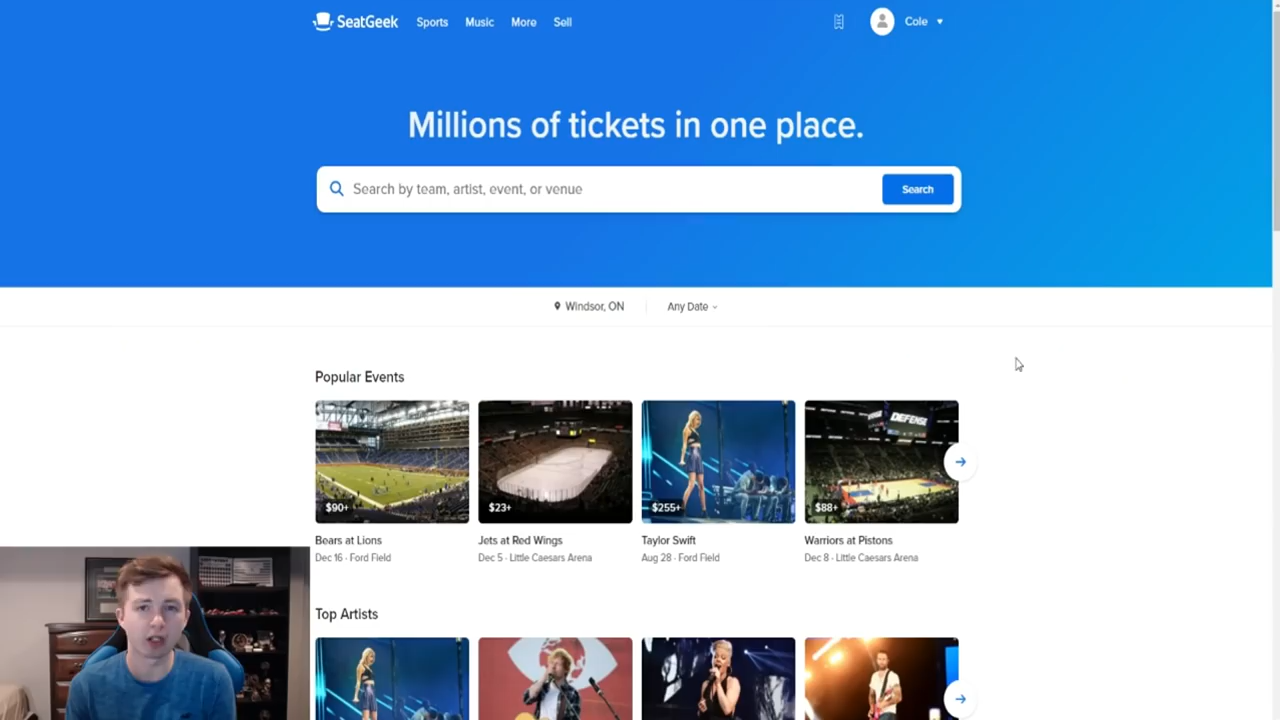 SeatGeek Sports Music More Sell Cole
Millions of tickets in one place.
Search by team, artist, event, or venue Search
Windsor, ON Any Date
Popular Events
DEFENSE
$90+ $23+ $255+ $88+
Bears at Lions Jets at Red Wings Taylor Swift Warriors at Pistons
Dec 16 · Ford Field Dec 5 · Little Caesars Arena Aug 28 · Ford Field Dec 8 · Little Caesars Arena
Top Artists